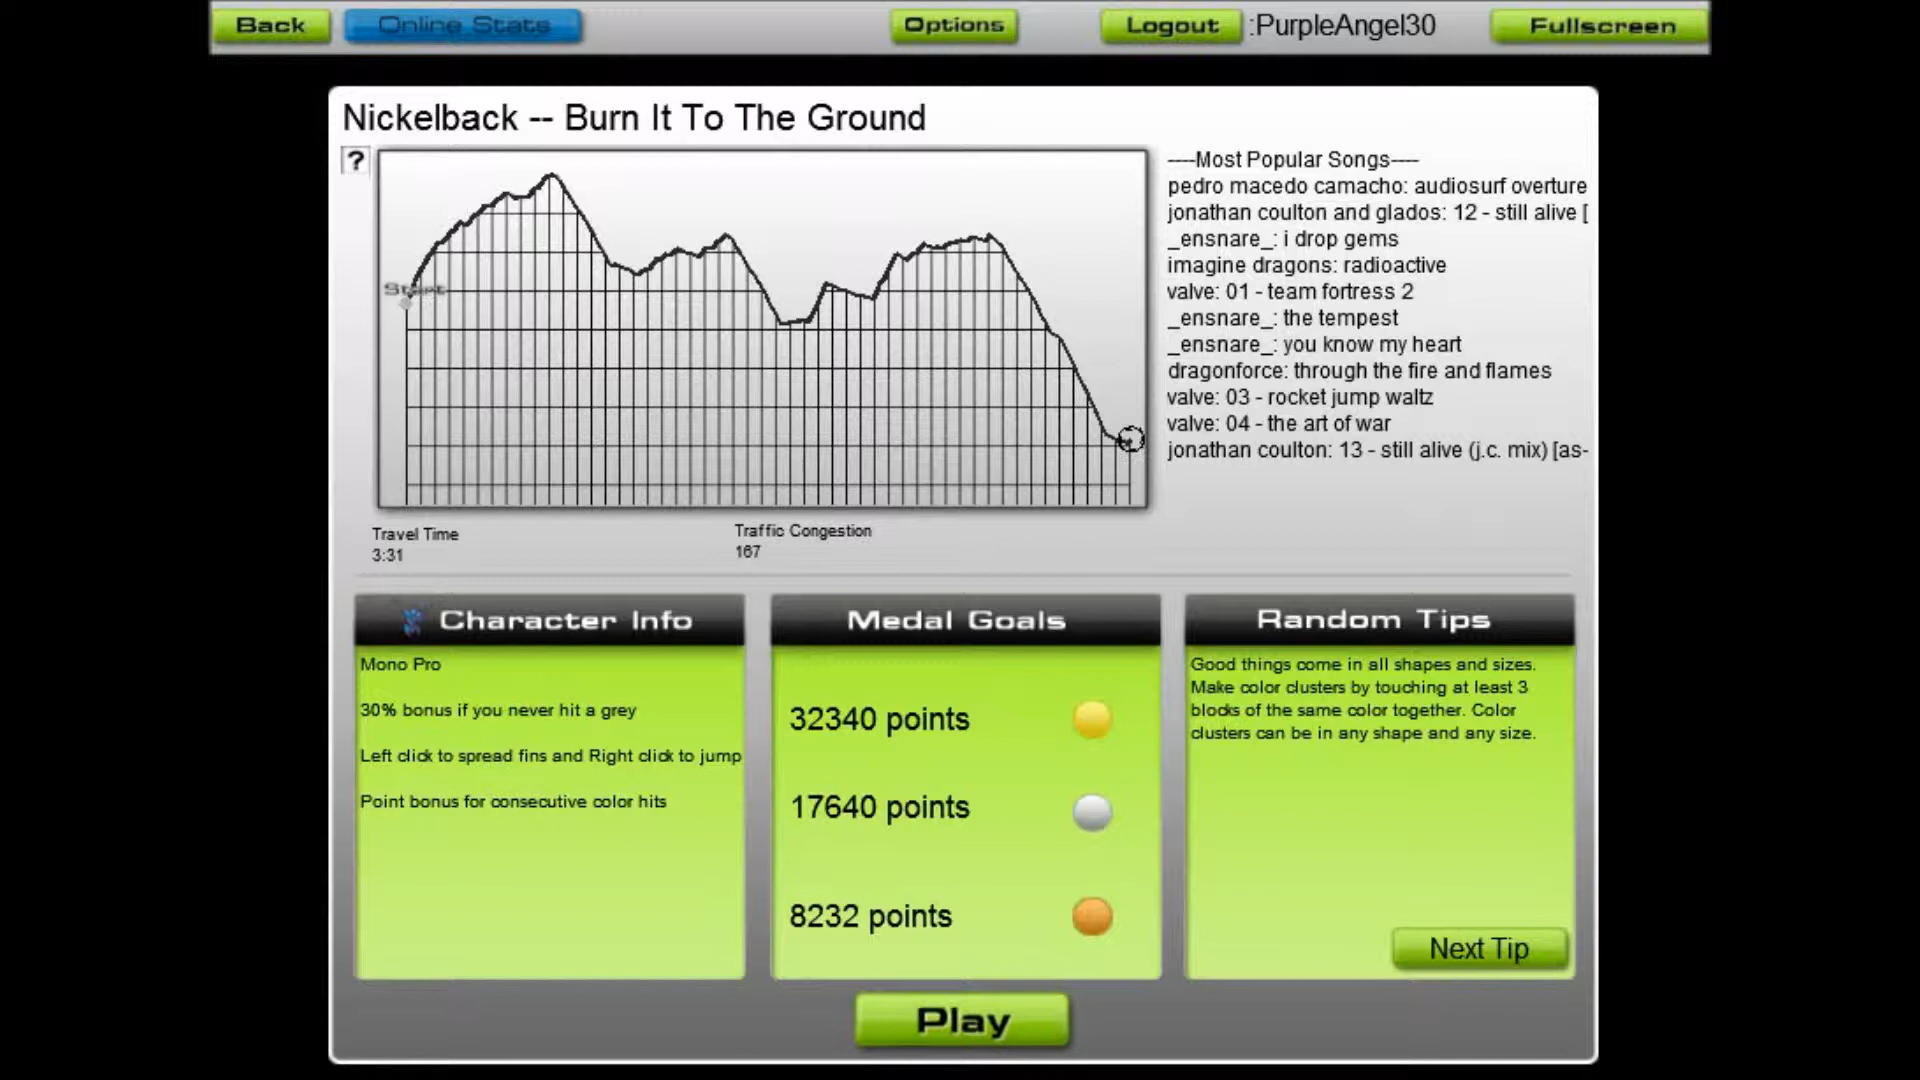 Back
Online Stats
Options
Logout
:PurpleAngel30
Fullscreen
Nickelback -- Burn It To The Ground
?
Start
----Most Popular Songs----
pedro macedo camacho: audiosurf overture
jonathan coulton and glados: 12 - still alive [
_ensnare_: i drop gems
imagine dragons: radioactive
valve: 01 - team fortress 2
_ensnare_: the tempest
_ensnare_: you know my heart
dragonforce: through the fire and flames
valve: 03 - rocket jump waltz
valve: 04 - the art of war
jonathan coulton: 13 - still alive (j.c. mix) [as-
Travel Time
3:31
Traffic Congestion
167
Character Info
Mono Pro
30% bonus if you never hit a grey
Left click to spread fins and Right click to jump
Point bonus for consecutive color hits
Medal Goals
32340 points
17640 points
8232 points
Random Tips
Good things come in all shapes and sizes.
Make color clusters by touching at least 3
blocks of the same color together. Color
clusters can be in any shape and any size.
Next Tip
Play